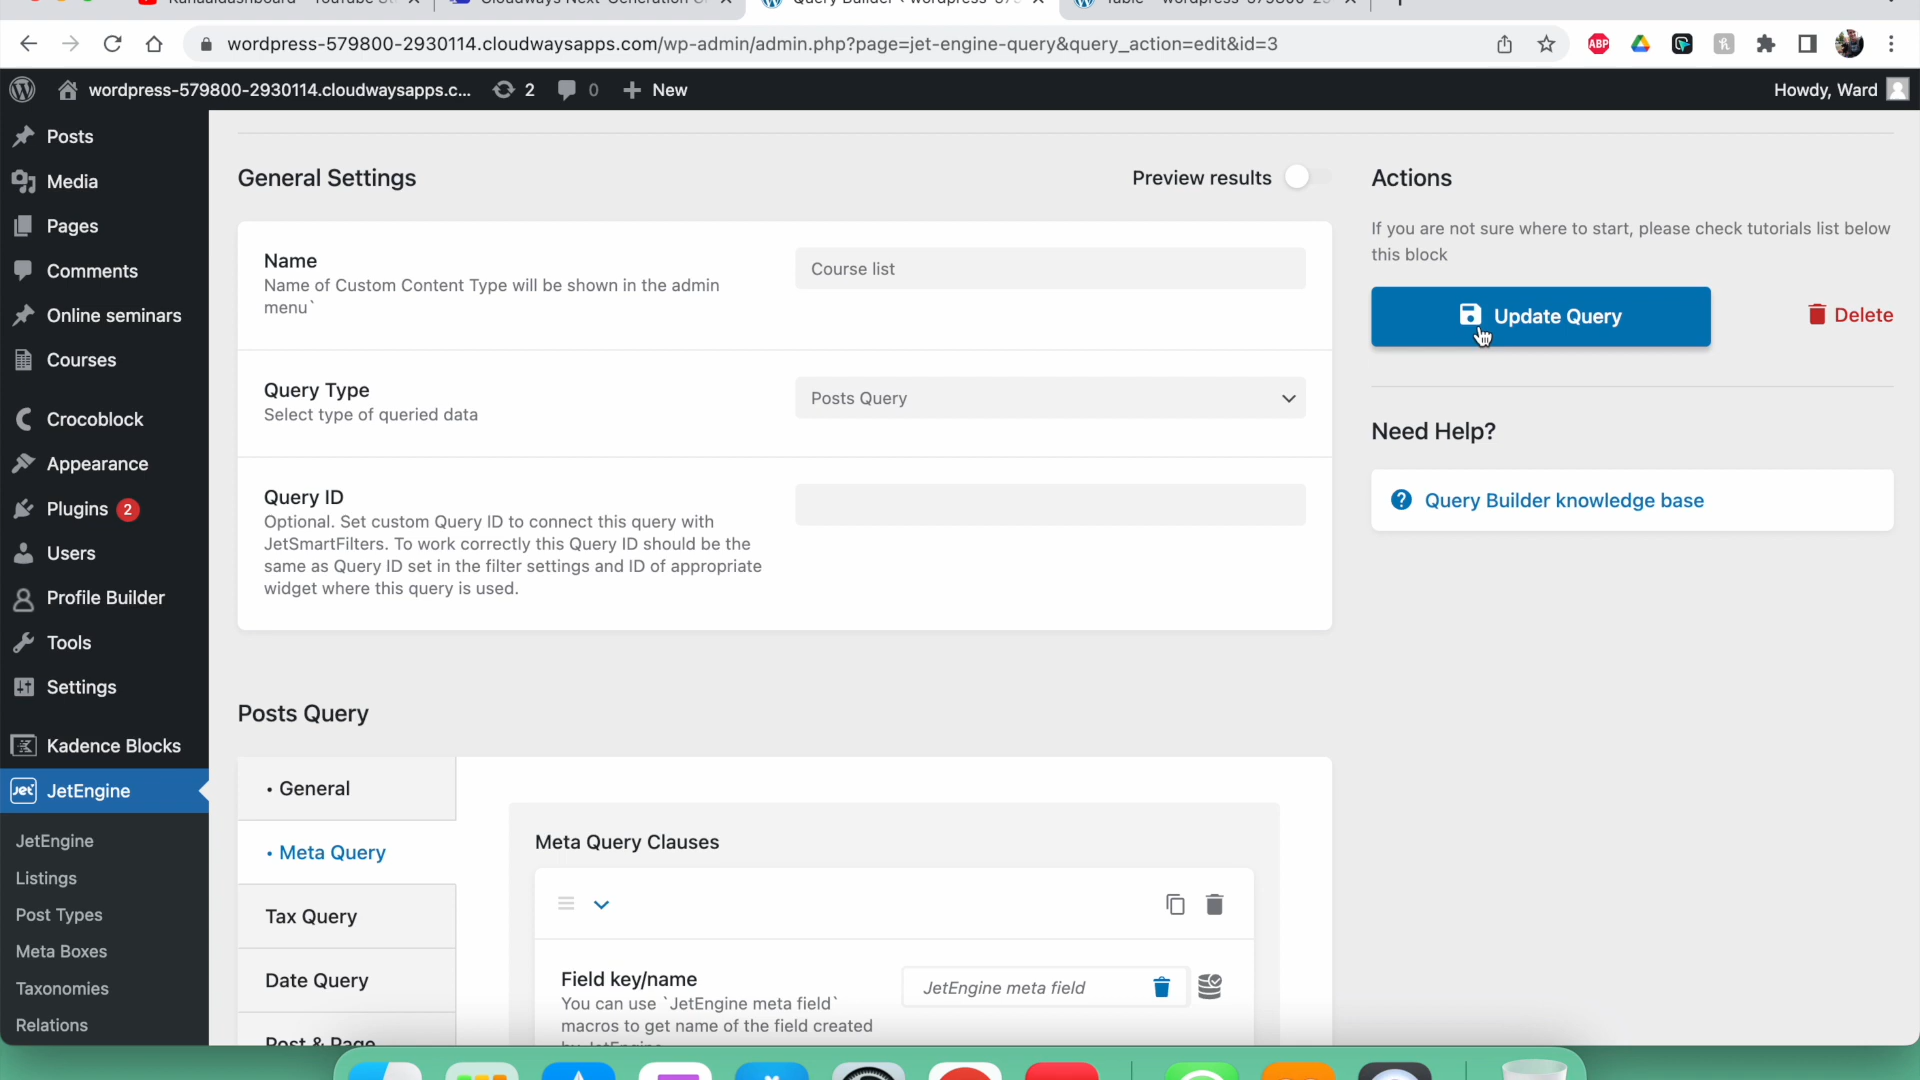 wordpress-579800-2930114.cloudwaysapps.com/wp-admin/admin.php?page=jet-engine-query&query_action=edit&id=3
ABP
wordpress-579800-2930114.cloudwaysapps.c...
2
0
New
Howdy, Ward
Posts
Media
Pages
Comments
Online seminars
Courses
Crocoblock
Appearance
Plugins 2
Users
Profile Builder
Tools
Settings
Kadence Blocks
Jet JetEngine
JetEngine
Listings
Post Types
Meta Boxes
Taxonomies
Relations
General Settings
Preview results
Name
Name of Custom Content Type will be shown in the admin
menu`
Course list
Query Type
Select type of queried data
Posts Query
Query ID
Optional. Set custom Query ID to connect this query with
JetSmartFilters. To work correctly this Query ID should be the
same as Query ID set in the filter settings and ID of appropriate
widget where this query is used.
Actions
If you are not sure where to start, please check tutorials list below
this block
Update Query
Delete
Need Help?
Query Builder knowledge base
Posts Query
• General
• Meta Query
Tax Query
Date Query
Post & Page
Meta Query Clauses
Field key/name
You can use `JetEngine meta field`
macros to get name of the field created
by JetEngine
JetEngine meta field